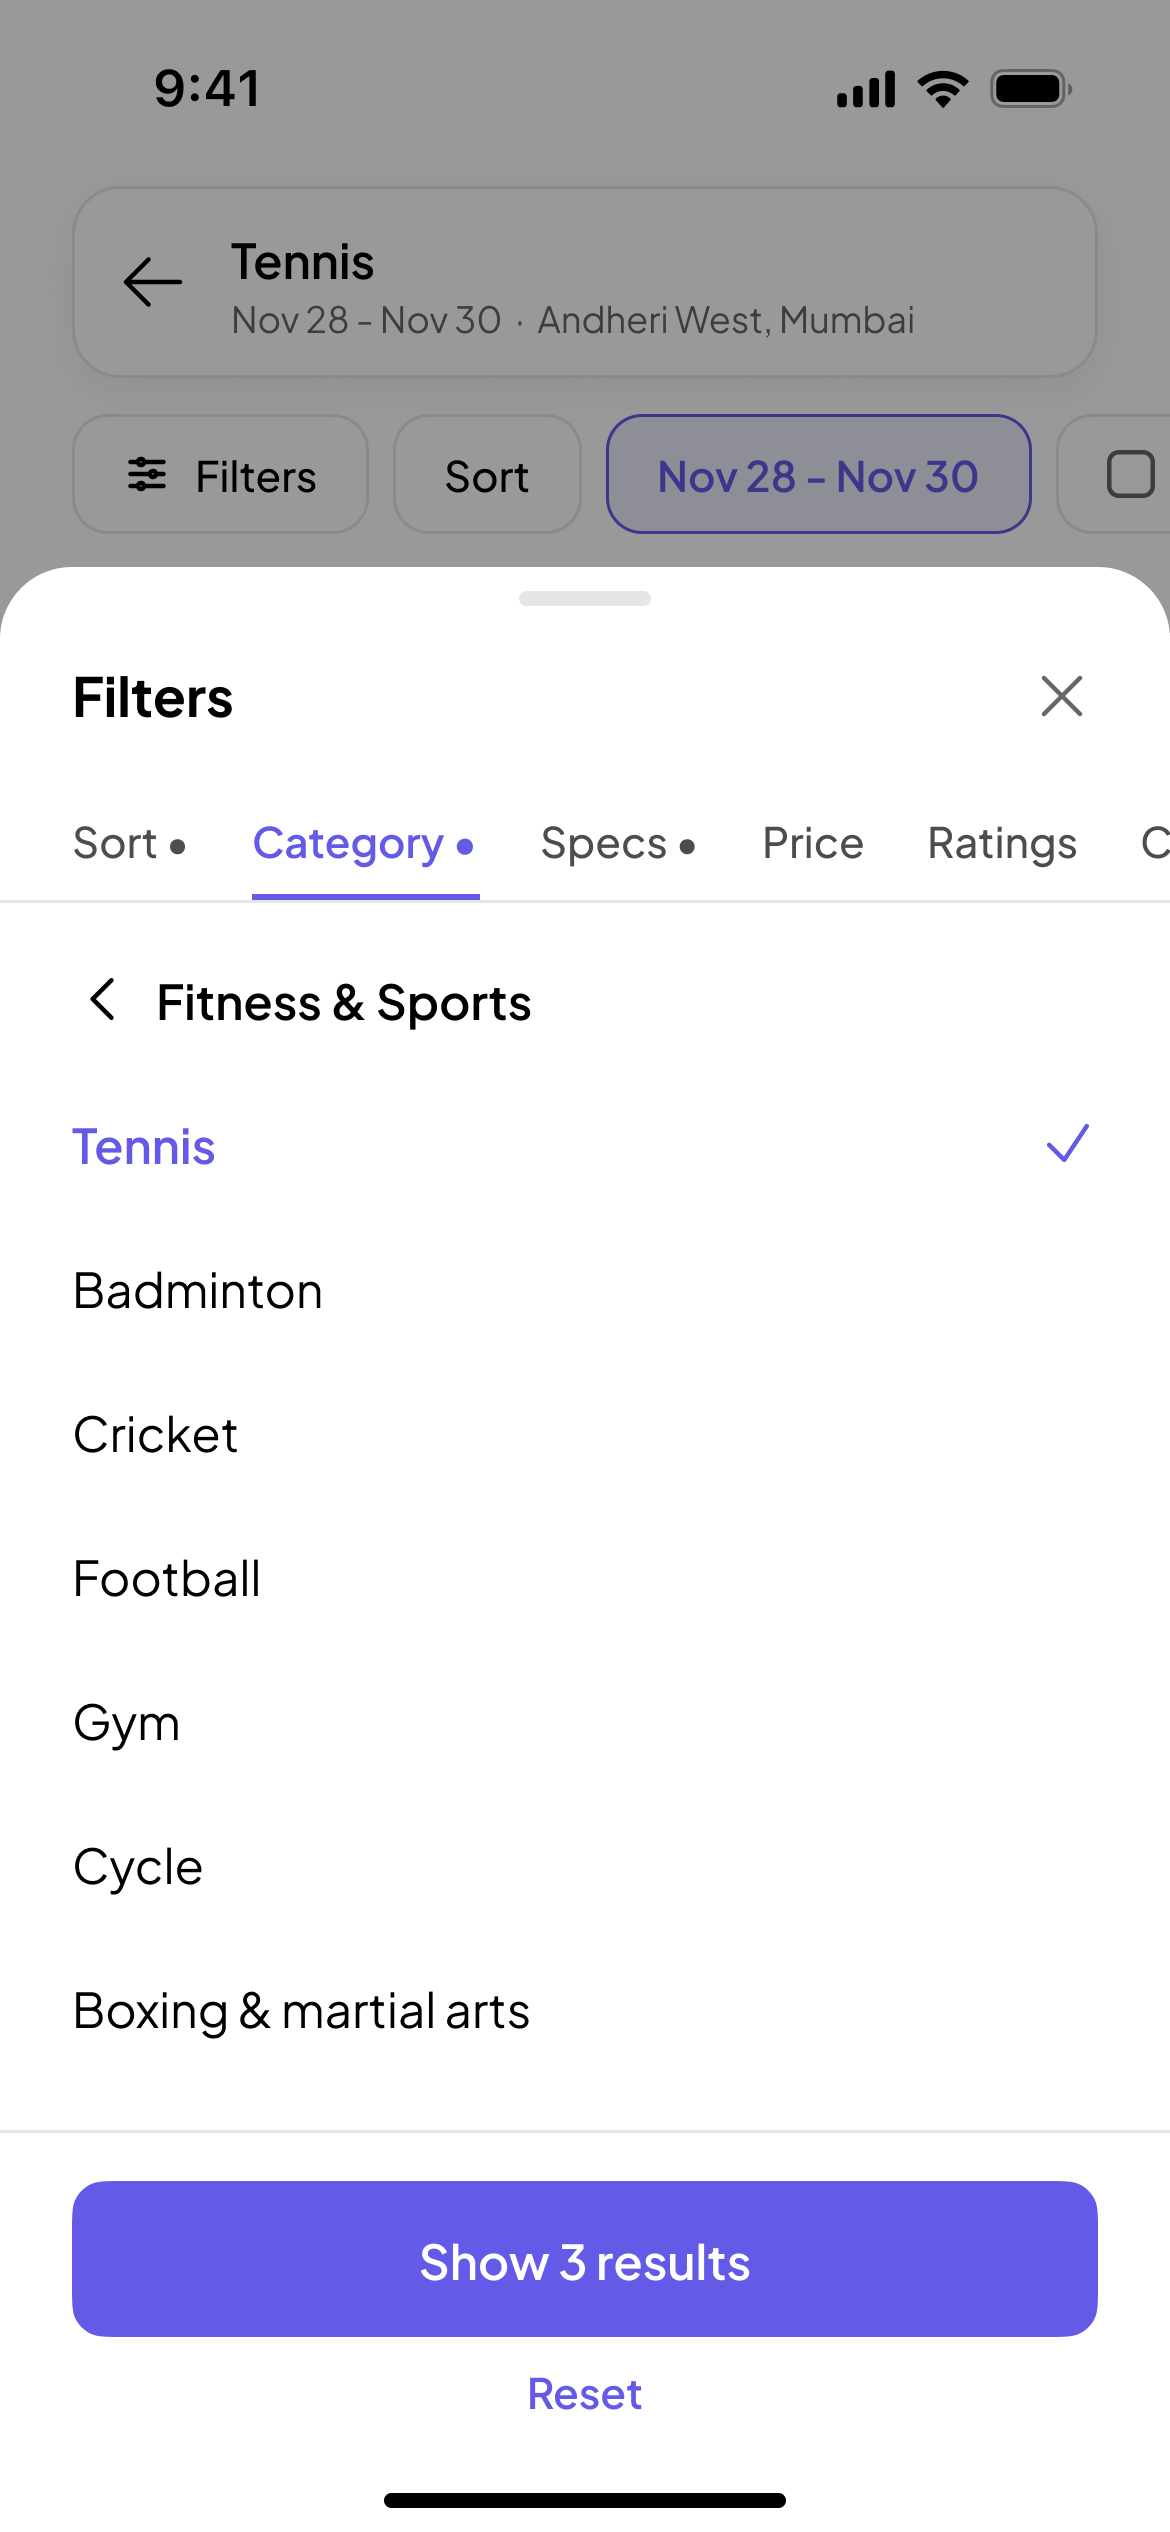 9:41
Tennis
Nov 28 - Nov 30 · Andheri West, Mumbai
Filters
Sort
Nov 28 – Nov 30
Filters
Sort •
Category •
Specs •
Price
Ratings
Fitness & Sports
Tennis
Badminton
Cricket
Football
Gym
Cycle
Boxing & martial arts
Show 3 results
Reset